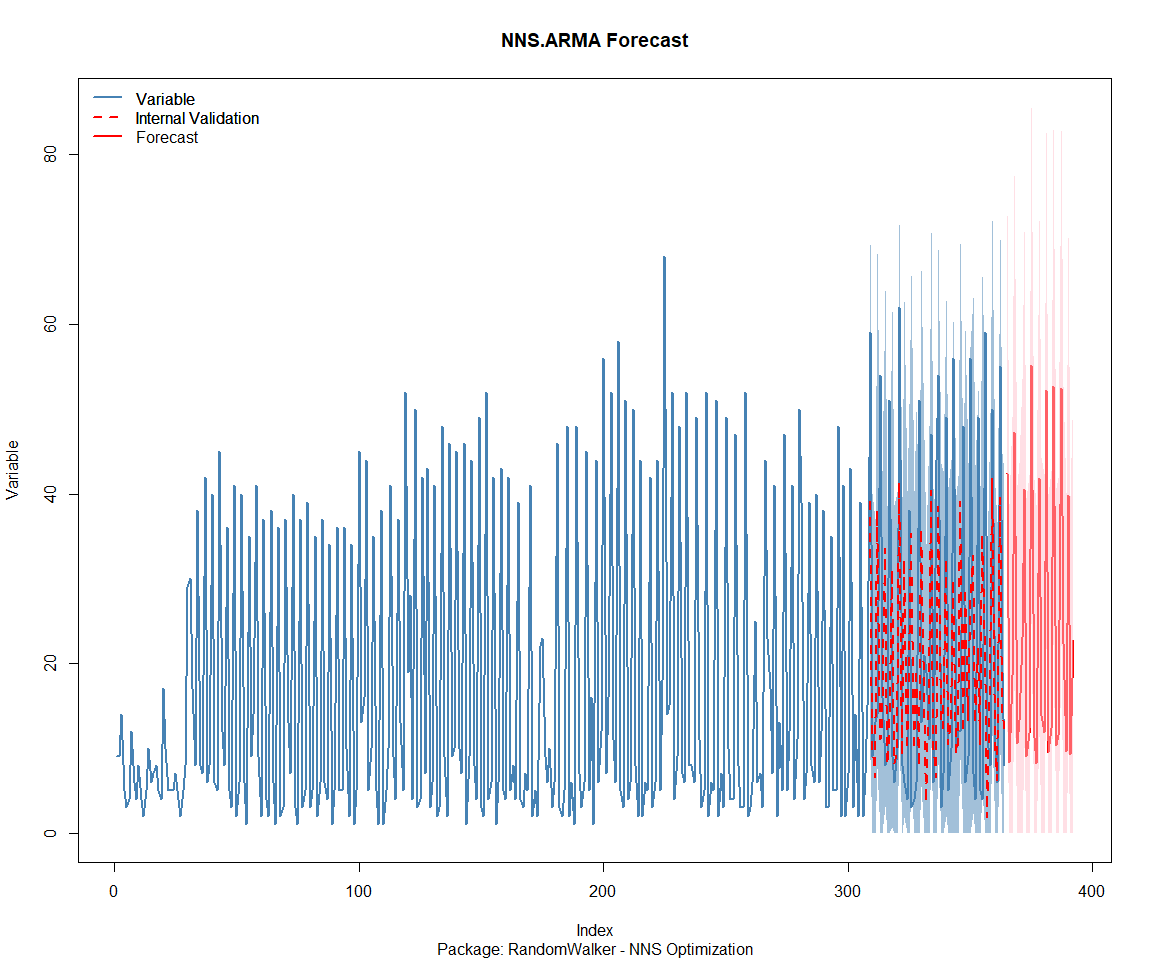 NNS.ARMA Forecast
Variable
Internal Validation
Forecast
80
60
40
20
0
Variable
0 100 200 300 400
Index
Package: RandomWalker - NNS Optimization